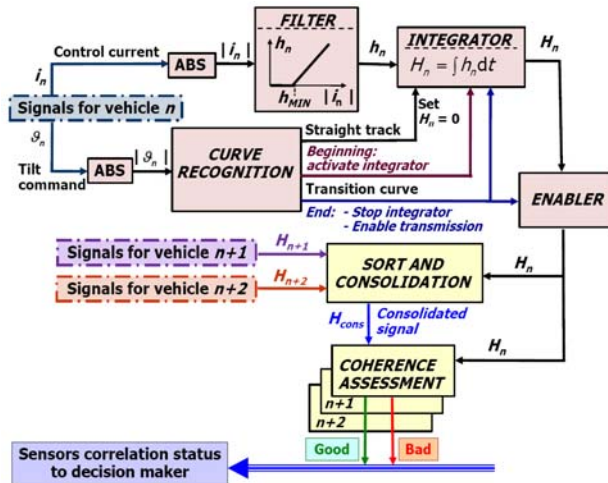 FILTER
INTEGRATOR
Control current
ABS
| iₙ |
hₙ
hₙ
Hₙ = ∫ hₙdt
Hₙ
iₙ
hMIN
| iₙ |
Signals for vehicle n
ϑₙ
Straight track
Set
Hₙ = 0
Tilt
command
ABS
| ϑₙ |
CURVE
RECOGNITION
Beginning:
activate integrator
Transition curve
ENABLER
End: - Stop integrator
- Enable transmission
Signals for vehicle n+1
Hₙ₊₁
Signals for vehicle n+2
Hₙ₊₂
SORT AND
CONSOLIDATION
Hₙ
Hcons
Consolidated
signal
Hₙ
COHERENCE
ASSESSMENT
n+1
n+2
Good
Bad
Sensors correlation status
to decision maker